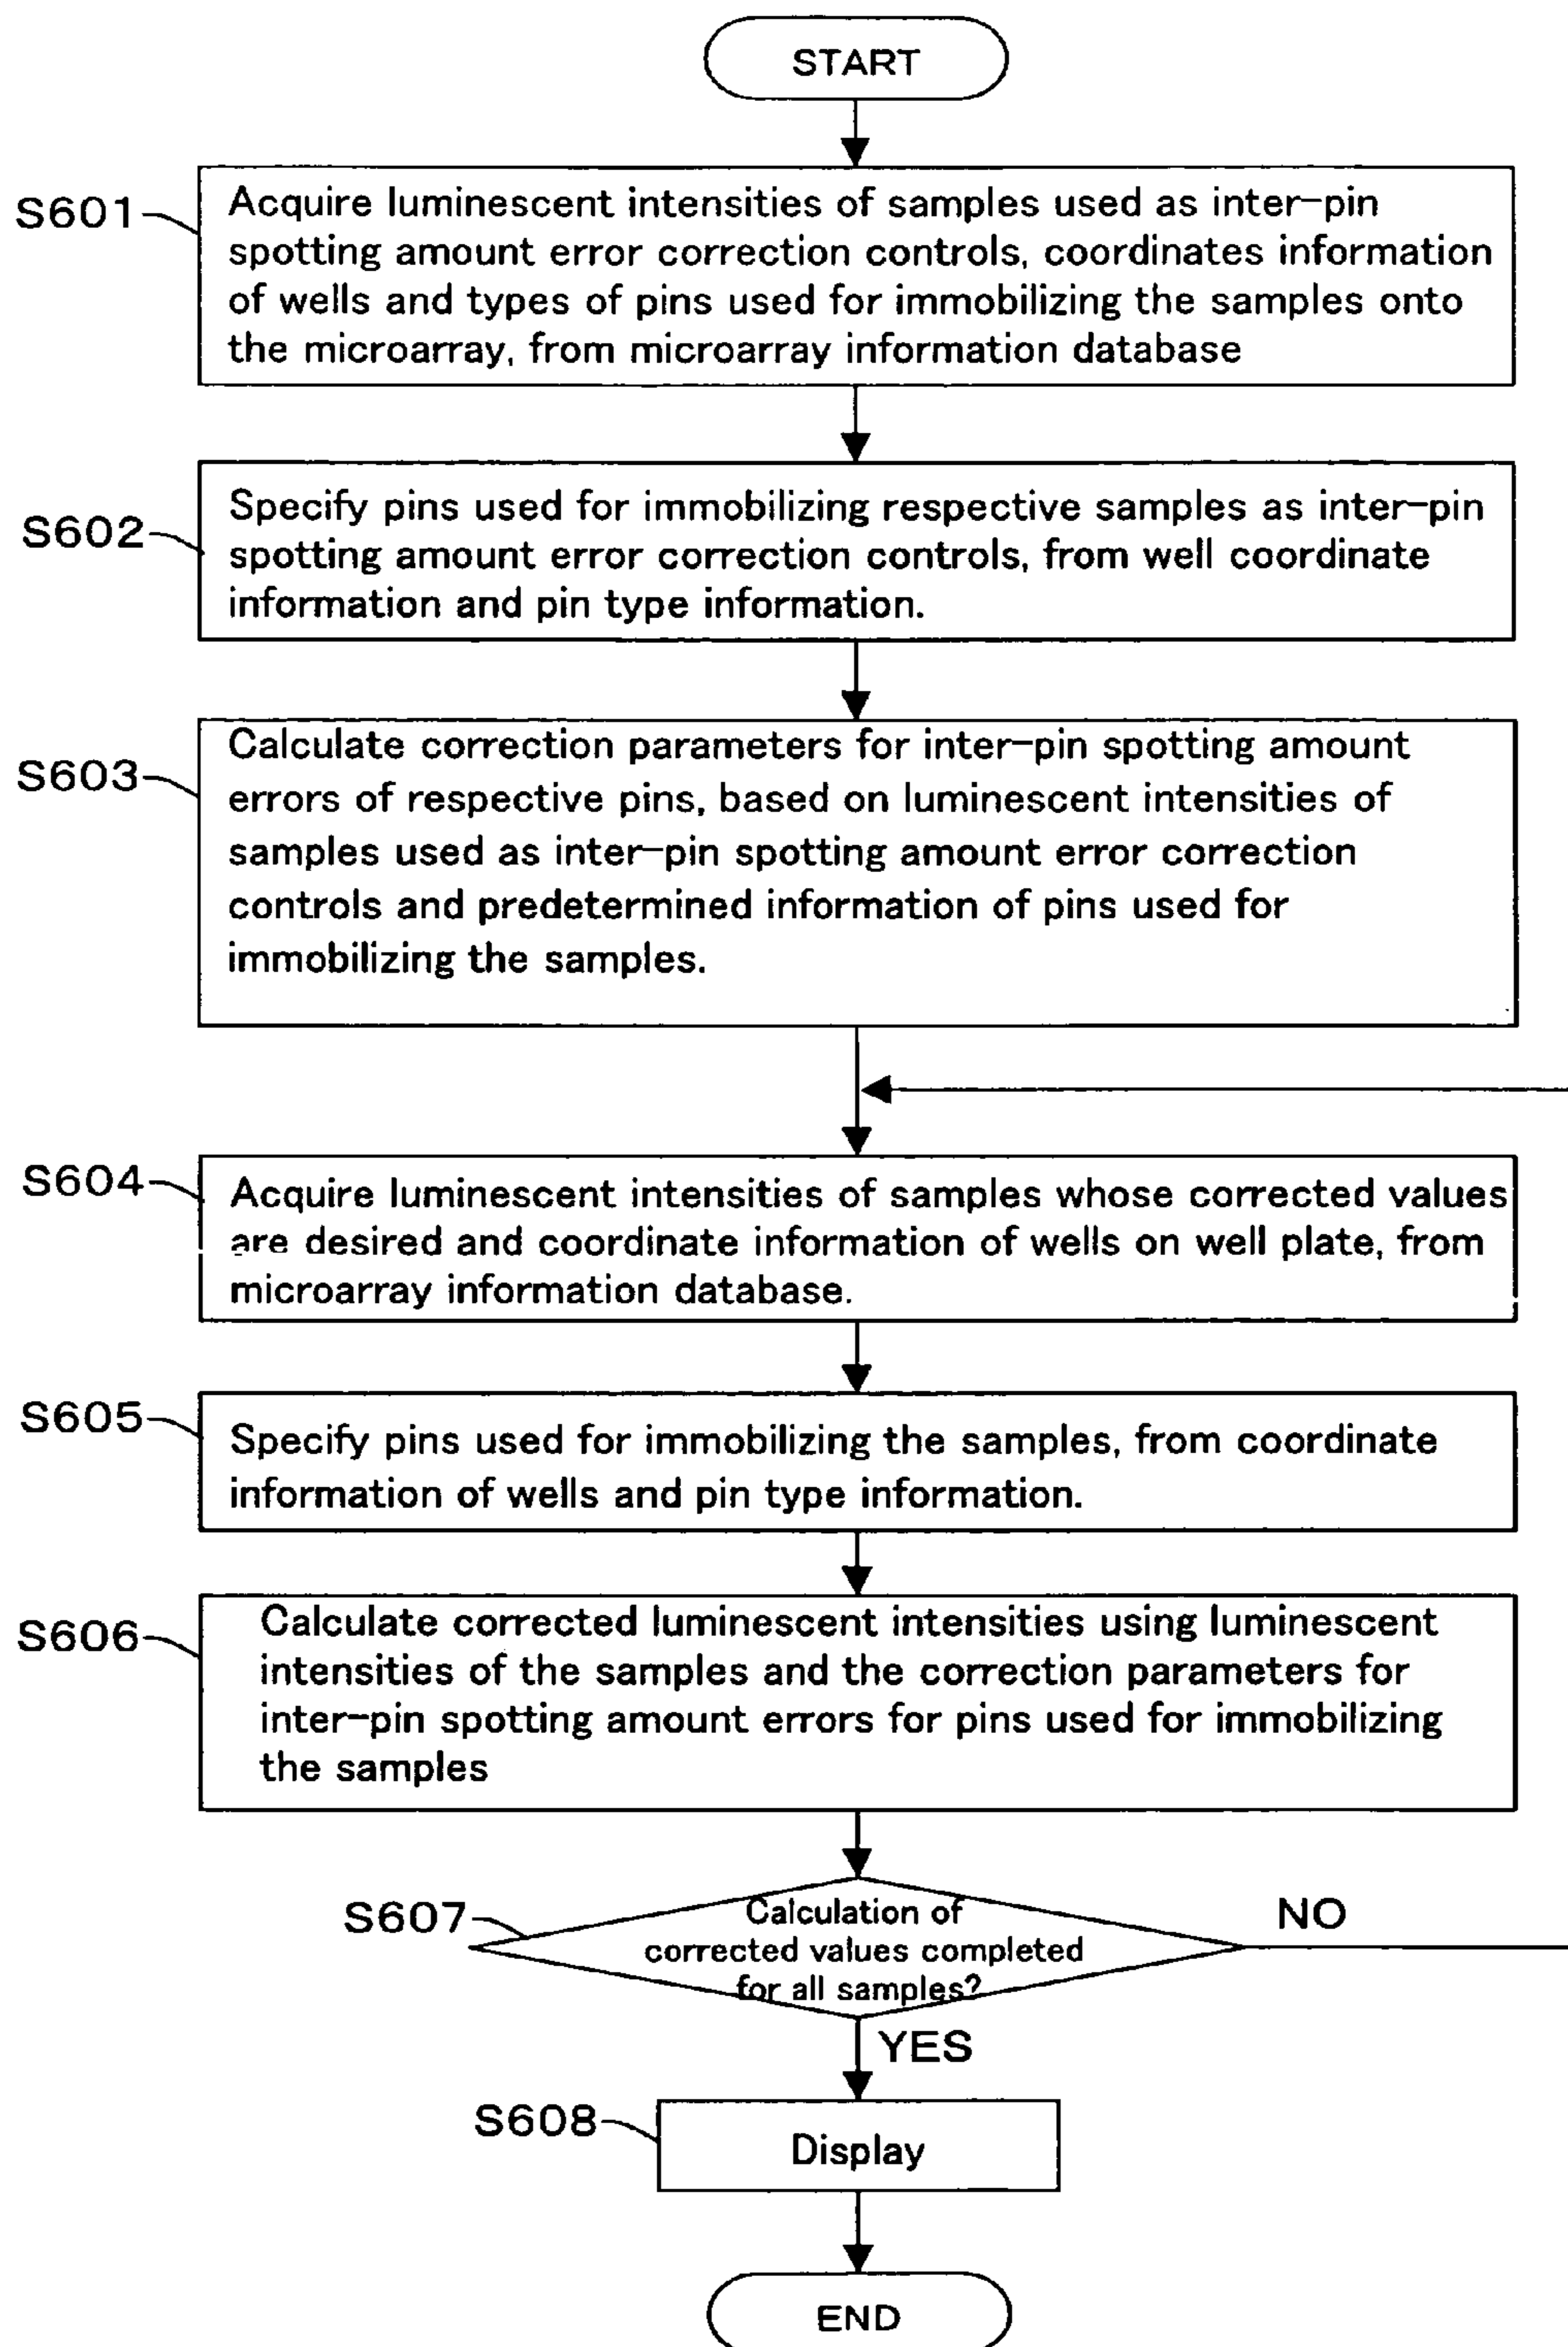 START
S601
Acquire luminescent intensities of samples used as inter-pin
spotting amount error correction controls, coordinates information
of wells and types of pins used for immobilizing the samples onto
the microarray, from microarray information database
S602
Specify pins used for immobilizing respective samples as inter-pin
spotting amount error correction controls, from well coordinate
information and pin type information.
S603
Calculate correction parameters for inter-pin spotting amount
errors of respective pins, based on luminescent intensities of
samples used as inter-pin spotting amount error correction
controls and predetermined information of pins used for
immobilizing the samples.
S604
Acquire luminescent intensities of samples whose corrected values
are desired and coordinate information of wells on well plate, from
microarray information database.
S605
Specify pins used for immobilizing the samples, from coordinate
information of wells and pin type information.
S606
Calculate corrected luminescent intensities using luminescent
intensities of the samples and the correction parameters for
inter-pin spotting amount errors for pins used for immobilizing
the samples
S607
Calculation of
corrected values completed
for all samples?
NO
YES
S608
Display
END